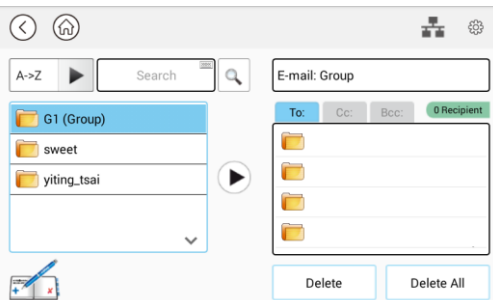 A->Z
Search
E-mail: Group
To: Cc: Bcc: 0 Recipient
G1 (Group)
sweet
yiting_tsai
Delete Delete All